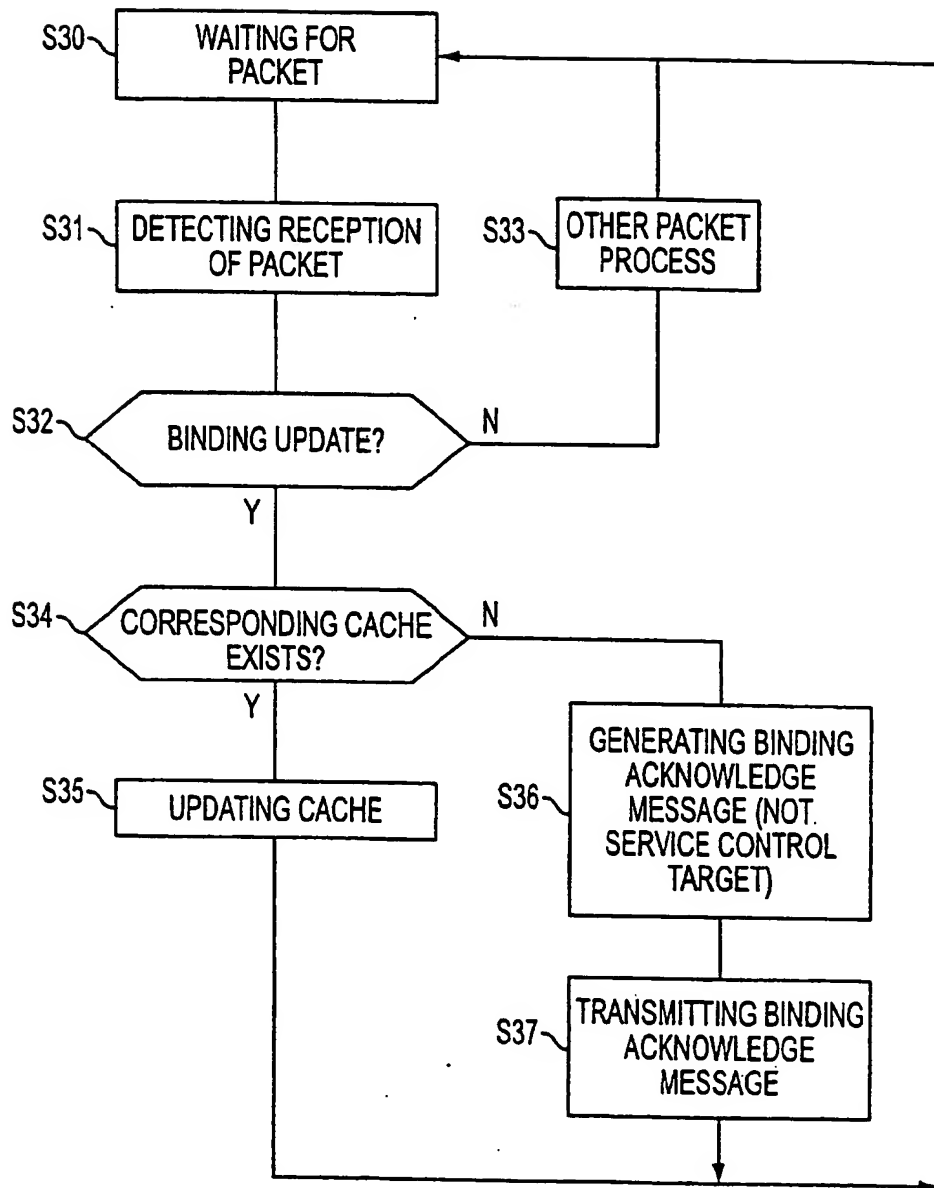 S30
WAITING FOR
PACKET
S31
DETECTING RECEPTION
OF PACKET
S33
OTHER PACKET
PROCESS
S32
BINDING UPDATE?
N
Y
S34
CORRESPONDING CACHE
EXISTS?
N
Y
S35
UPDATING CACHE
S36
GENERATING BINDING
ACKNOWLEDGE
MESSAGE (NOT
SERVICE CONTROL
TARGET)
S37
TRANSMITTING BINDING
ACKNOWLEDGE
MESSAGE